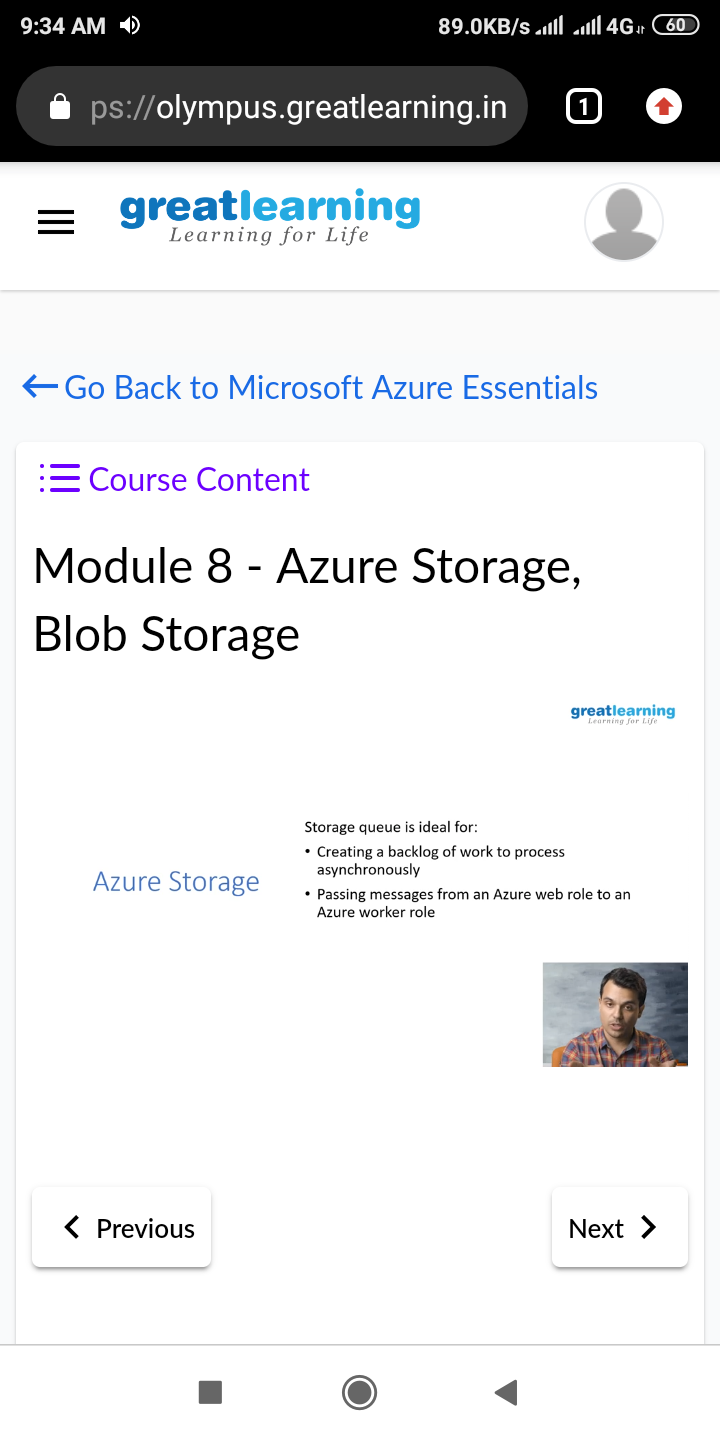 9:34 AM 89.0KB/s 4G 60
ps://olympus.greatlearning.in 1
greatlearning
Learning for Life
Go Back to Microsoft Azure Essentials
Course Content
Module 8 - Azure Storage,
Blob Storage
greatlearning
Learning for Life
Azure Storage
Storage queue is ideal for:
• Creating a backlog of work to process
asynchronously
• Passing messages from an Azure web role to an
Azure worker role
Previous Next